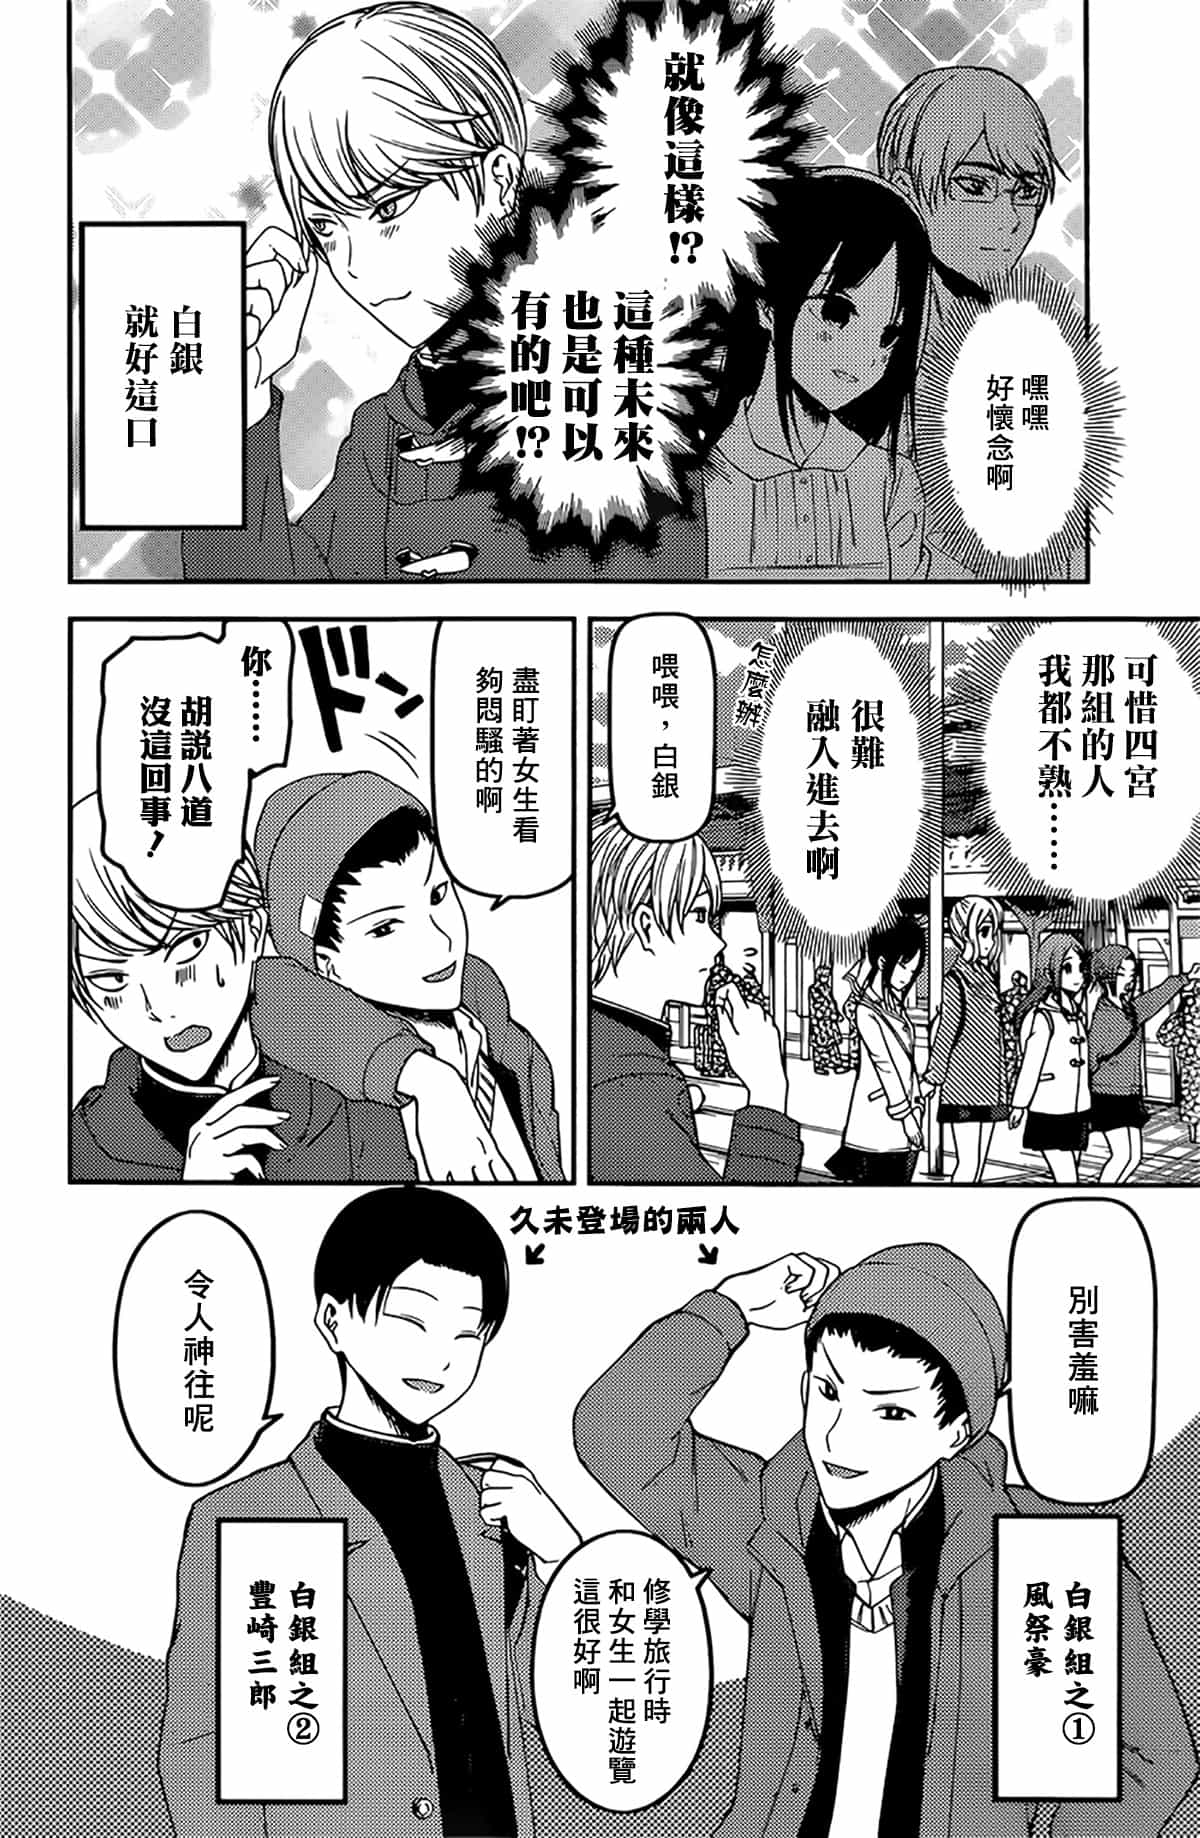 嘿嘿
好懷念啊
就像這樣!?
這種未來
也是可以
有的吧!?
白銀
就好這口
可惜四宮
那組的人
我都不熟……
很難
融入進去啊
怎麼辦
喂喂，白銀
盡盯著女生看
夠悶騷的啊
ドン
你……
胡說八道
沒這回事！
久未登場的兩人
別害羞嘛
白銀組之①
風祭豪
修學旅行時
和女生一起遊覽
這很好啊
令人神往呢
白銀組之②
豐崎三郎